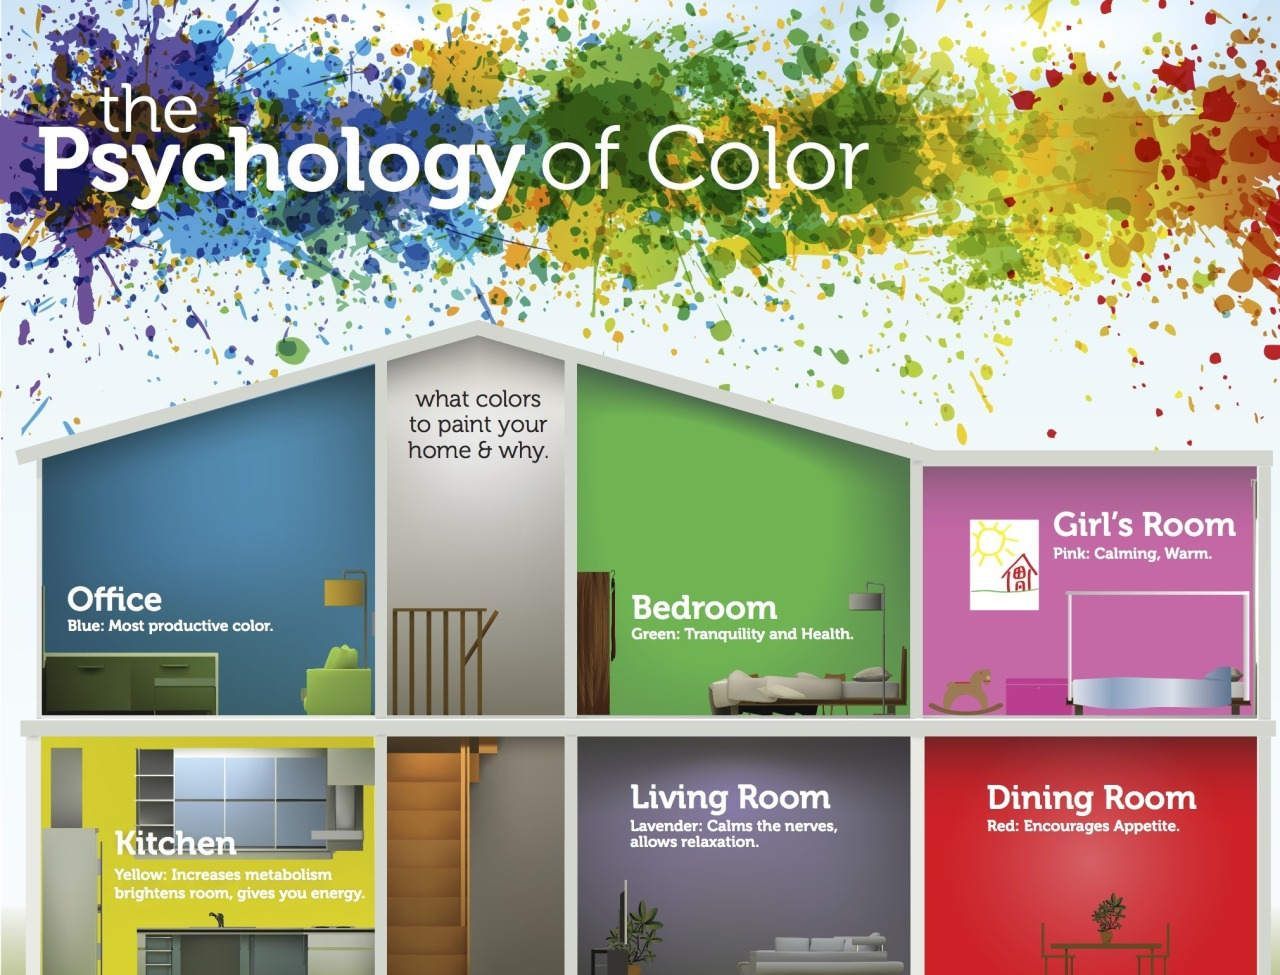 the
Psychology of Color
what colors
to paint your
home & why.
Office
Blue: Most productive color.
Bedroom
Green: Tranquility and Health.
Girl's Room
Pink: Calming, Warm.
Kitchen
Yellow: Increases metabolism
brightens room, gives you energy.
Living Room
Lavender: Calms the nerves,
allows relaxation.
Dining Room
Red: Encourages Appetite.